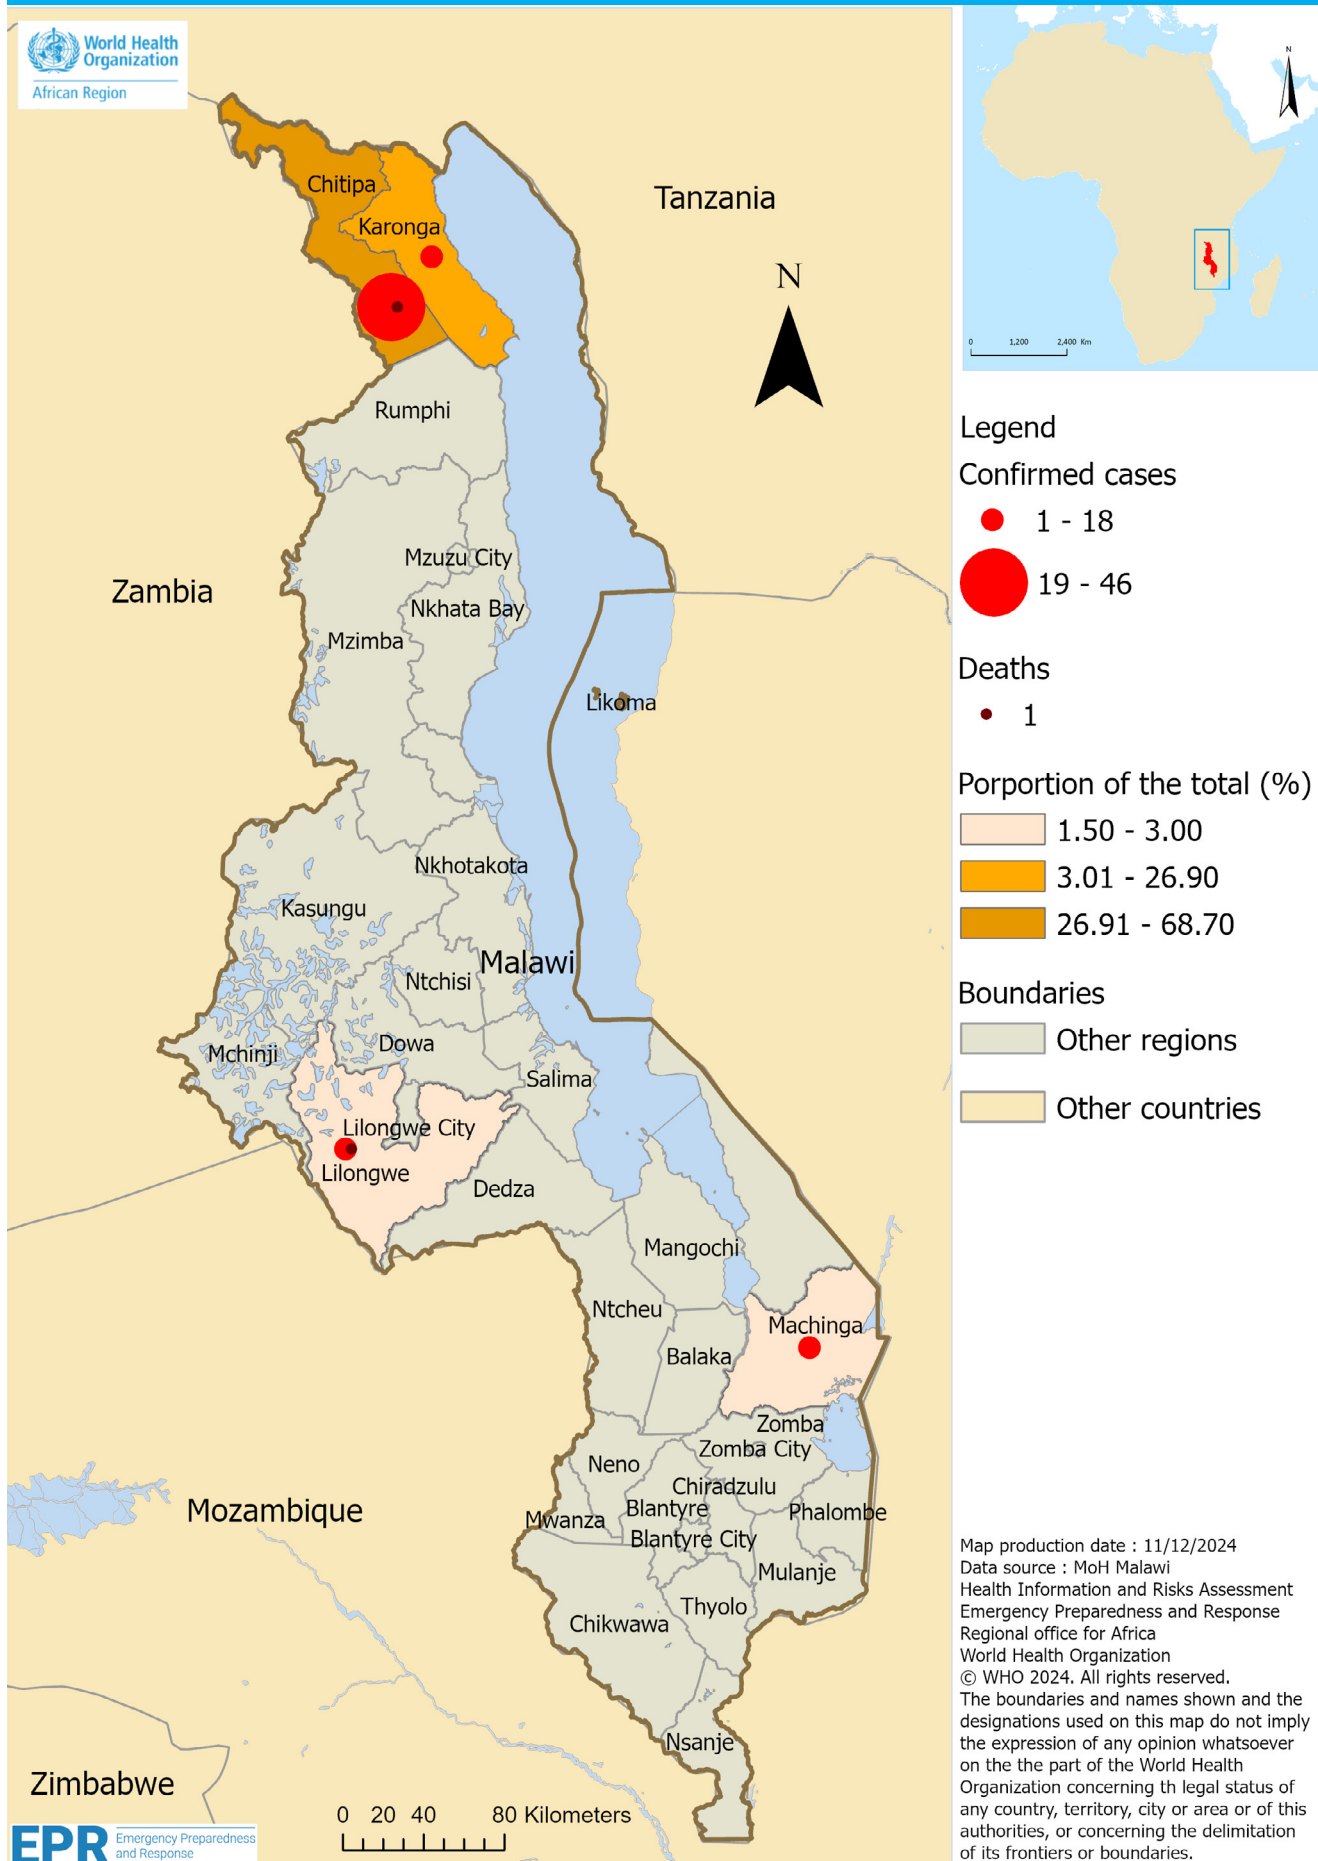 World Health
Organization
African Region
Chitipa
Karonga
Tanzania
N
Rumphi
Mzuzu City
Zambia
Nkhata Bay
Mzimba
Likoma
Nkhotakota
Kasungu
Malawi
Ntchisi
Dowa
Mchinji
Salima
Lilongwe City
Lilongwe
Dedza
Mangochi
Ntcheu
Machinga
Balaka
Zomba
Zomba City
Neno
Chiradzulu
Blantyre
Phalombe
Mwanza
Mozambique
Blantyre City
Mulanje
Thyolo
Chikwawa
Nsanje
Zimbabwe
0 20 40 80 Kilometers
EPR
Emergency Preparedness
and Response
N
0 1,200 2,400 Km
Legend
Confirmed cases
1 - 18
19 - 46
Deaths
1
Porportion of the total (%)
1.50 - 3.00
3.01 - 26.90
26.91 - 68.70
Boundaries
Other regions
Other countries
Map production date : 11/12/2024
Data source : MoH Malawi
Health Information and Risks Assessment
Emergency Preparedness and Response
Regional office for Africa
World Health Organization
© WHO 2024. All rights reserved.
The boundaries and names shown and the
designations used on this map do not imply
the expression of any opinion whatsoever
on the the part of the World Health
Organization concerning th legal status of
any country, territory, city or area or of this
authorities, or concerning the delimitation
of its frontiers or boundaries.